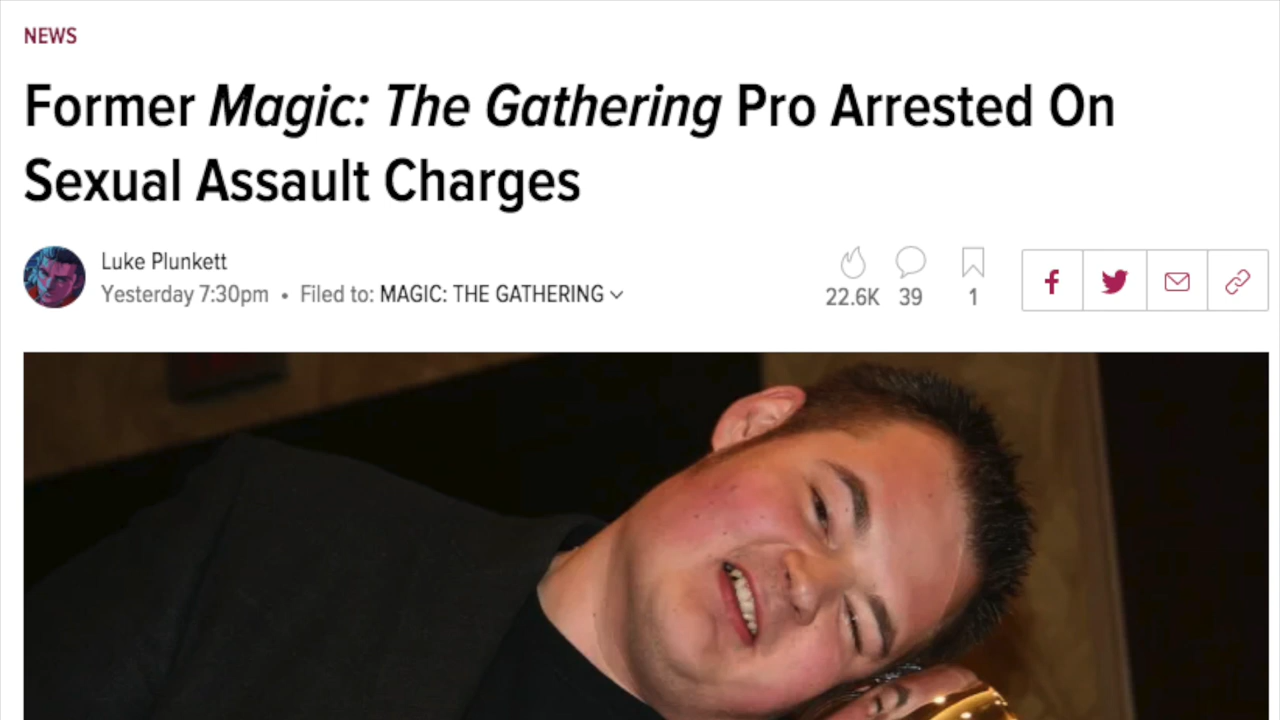 NEWS
Former Magic: The Gathering Pro Arrested On
Sexual Assault Charges
Luke Plunkett
Yesterday 7:30pm • Filed to: MAGIC: THE GATHERING
22.6K 39 1